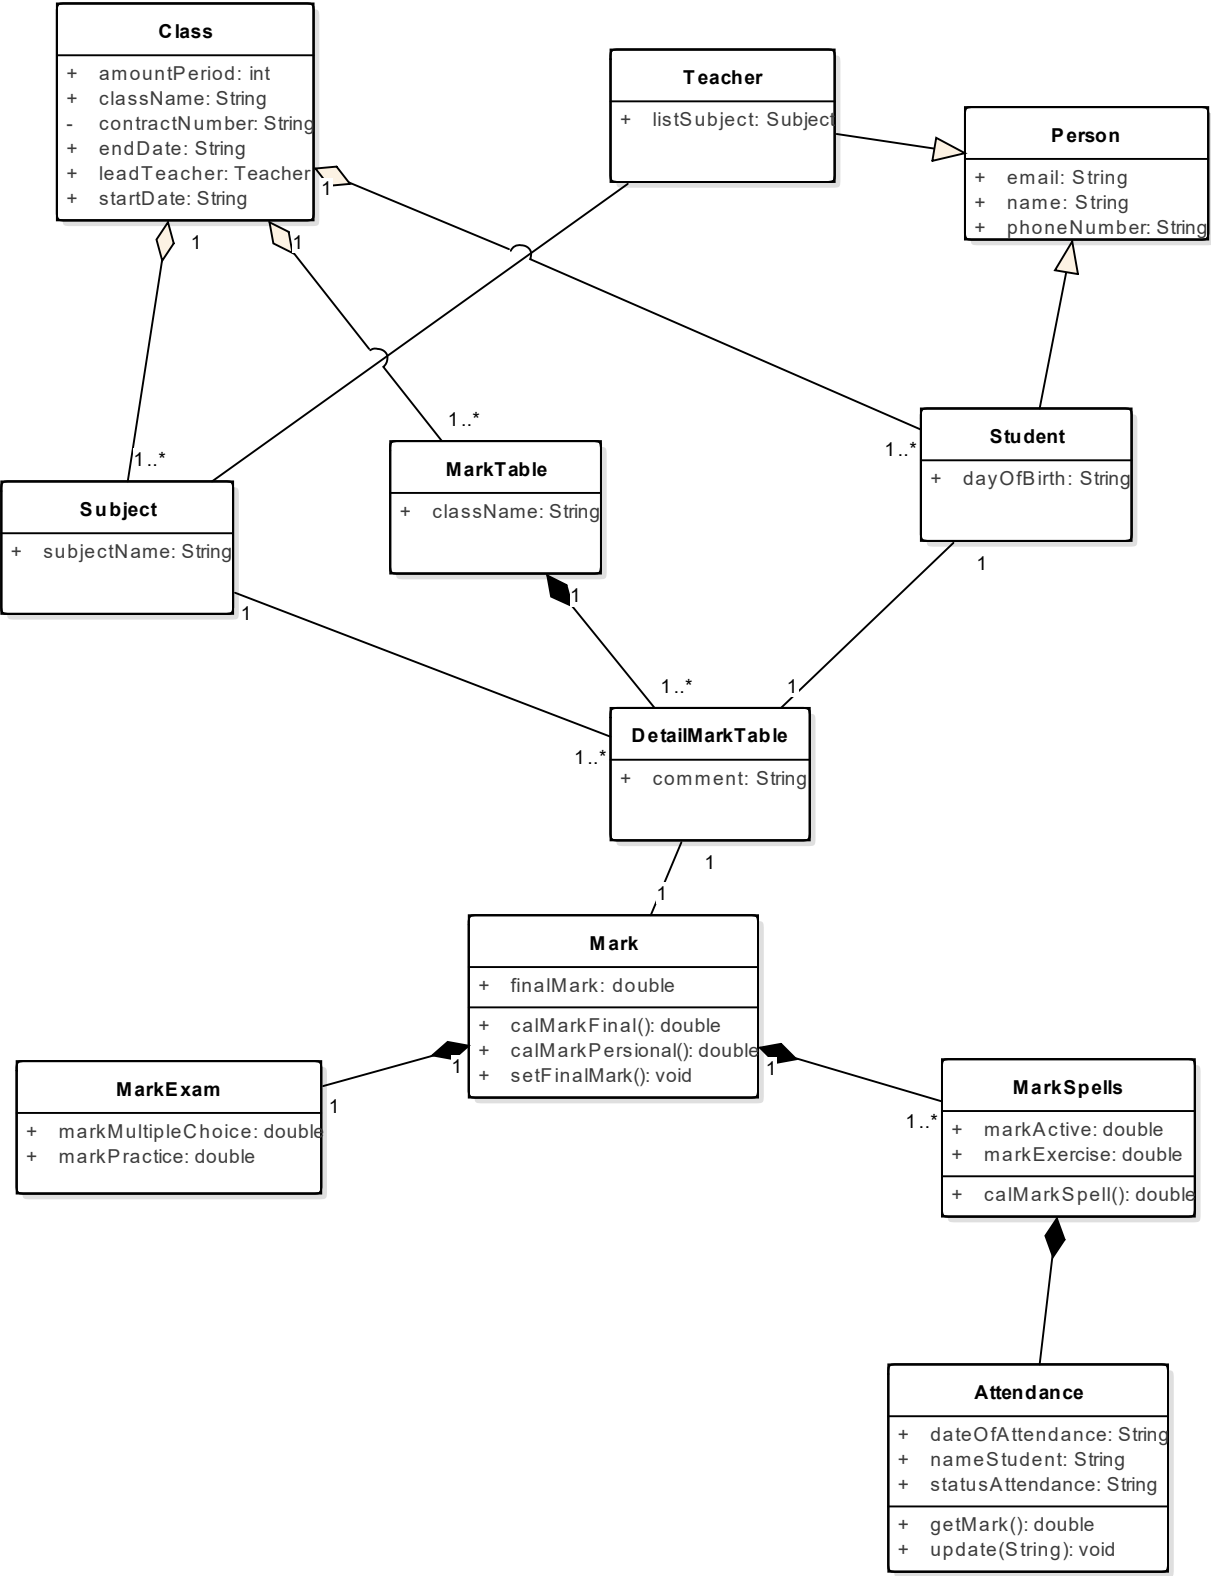 Class
+ amountPeriod: int
+ className: String
- contractNumber: String
+ endDate: String
+ leadTeacher: Teacher
+ startDate: String
1
1
1
Teacher
+ listSubject: Subject
Person
+ email: String
+ name: String
+ phoneNumber: String
1..*
1..*
1..*
Subject
+ subjectName: String
1
MarkTable
+ className: String
1
Student
+ dayOfBirth: String
1
1..*
1
1..*
DetailMarkTable
+ comment: String
1
1
Mark
+ finalMark: double
+ calMarkFinal(): double
+ calMarkPersional(): double
+ setFinalMark(): void
1
1
1
1..*
MarkExam
+ markMultipleChoice: double
+ markPractice: double
MarkSpells
+ markActive: double
+ markExercise: double
+ calMarkSpell(): double
Attendance
+ dateOfAttendance: String
+ nameStudent: String
+ statusAttendance: String
+ getMark(): double
+ update(String): void